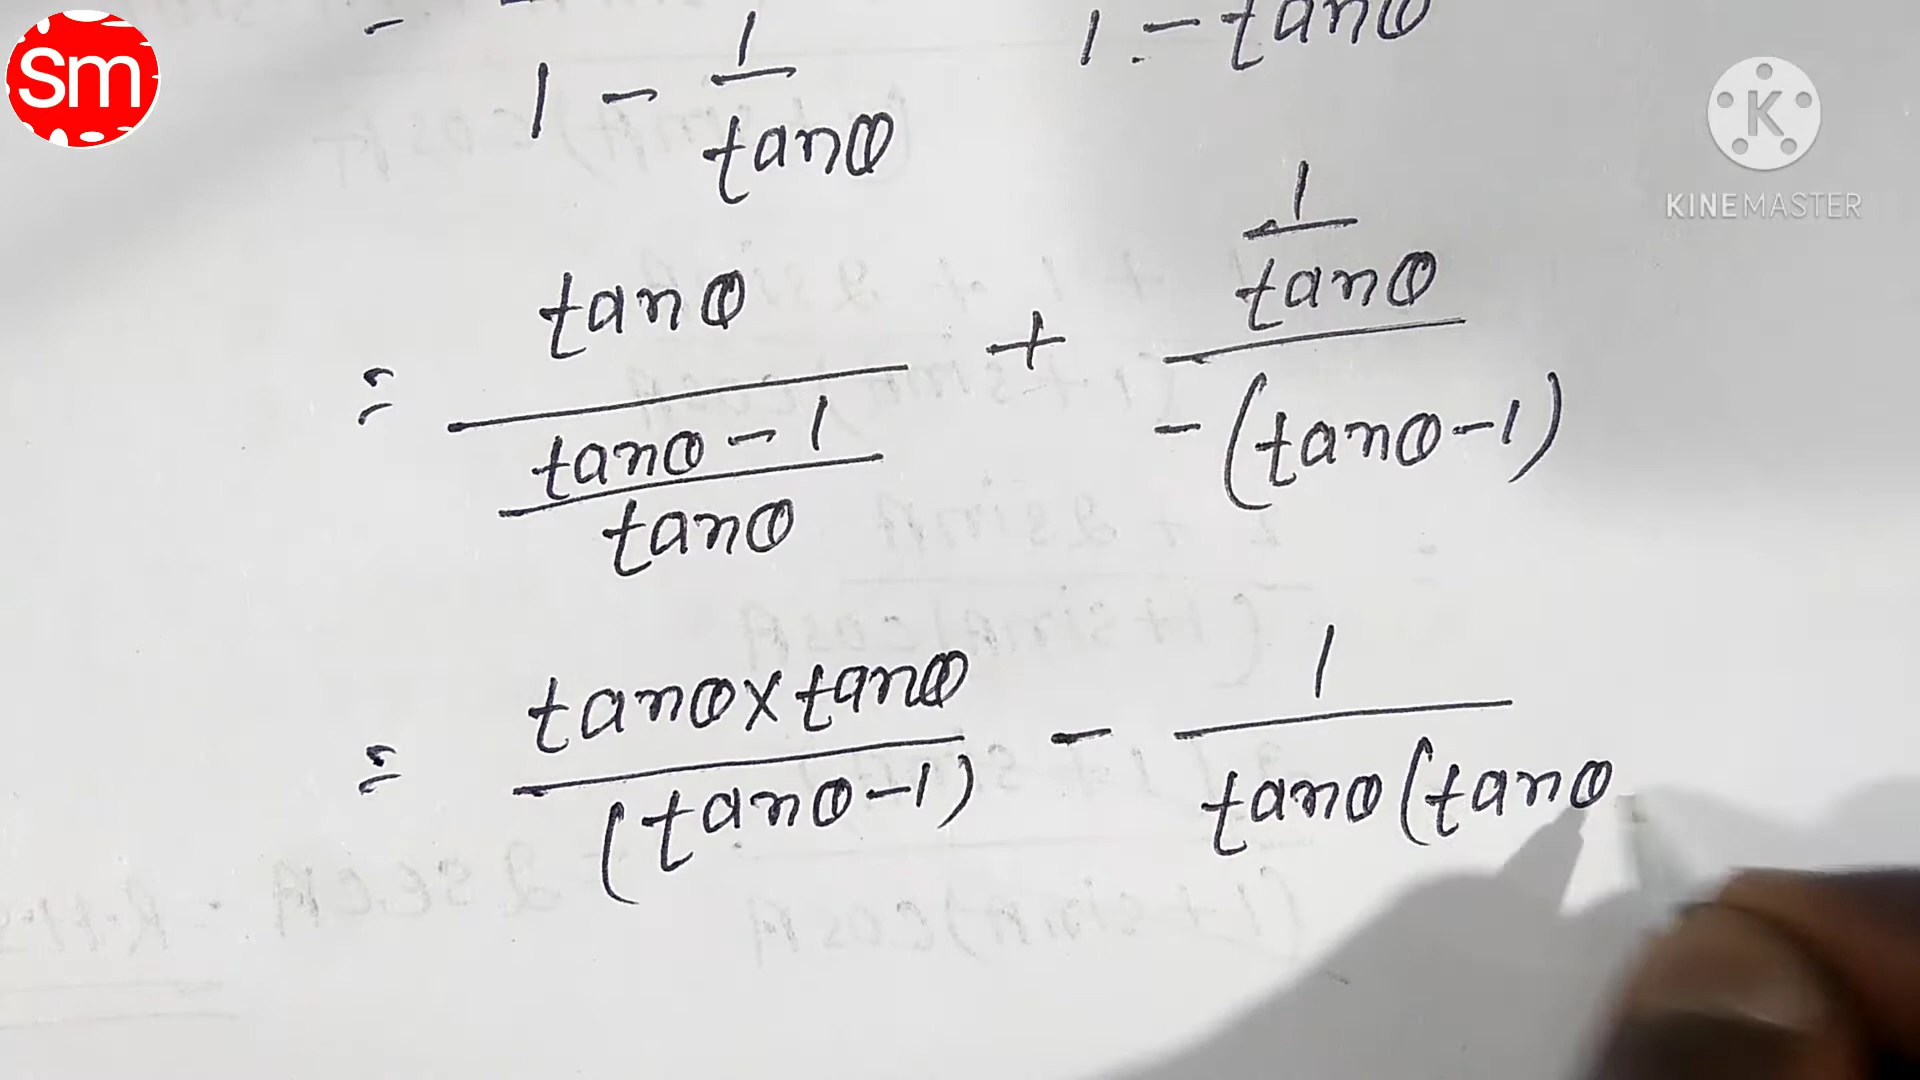 Sm
1 - tanθ
1 - 1/tanθ
K
KINEMASTER
= tanθ / ((tanθ - 1)/tanθ) + (1/tanθ) / -(tanθ-1)
= tanθ×tanθ / (tanθ-1) - 1 / tanθ(tanθ